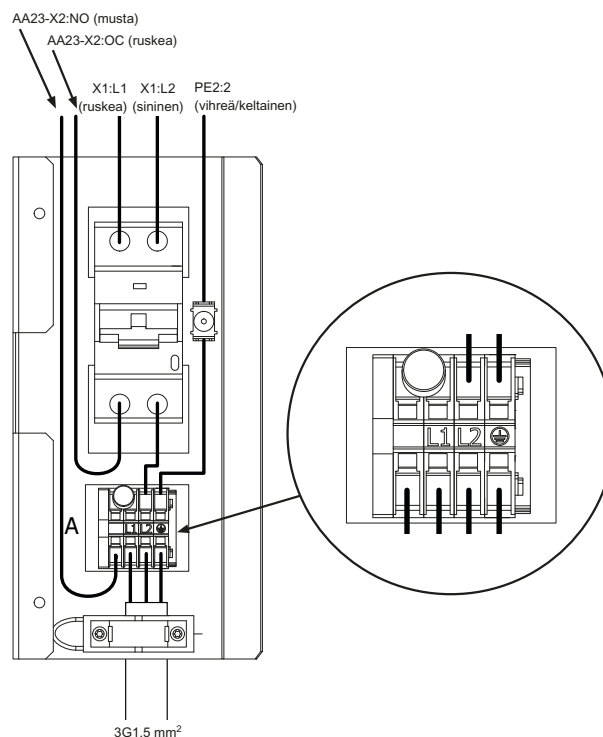 AA23-X2:NO (musta)
AA23-X2:OC (ruskea)
X1:L1
(ruskea)
X1:L2
(sininen)
PE2:2
(vihreä/keltainen)
A
L1 L2
L1 L2
3G1.5 mm²